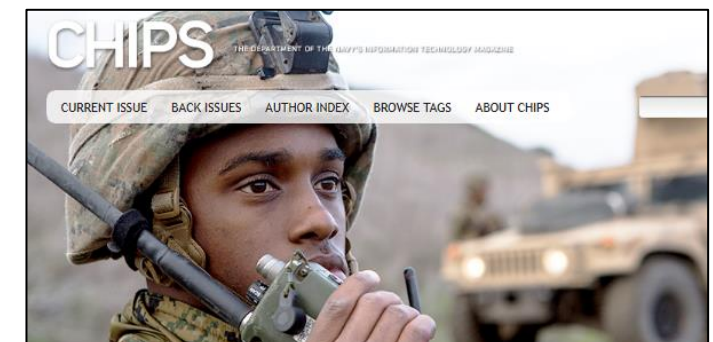 CHIPS
THE DEPARTMENT OF THE NAVY'S INFORMATION TECHNOLOGY MAGAZINE
CURRENT ISSUE BACK ISSUES AUTHOR INDEX BROWSE TAGS ABOUT CHIPS